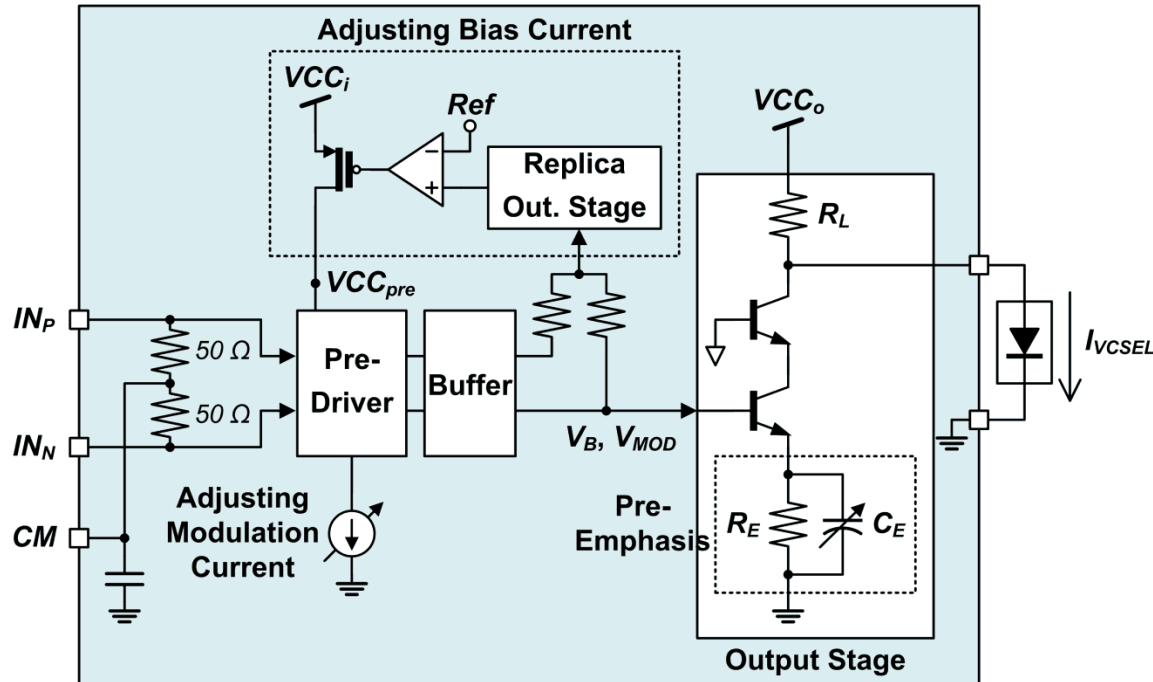 Adjusting Bias Current
VCCi
Ref
−
+
Replica
Out. Stage
VCCo
RL
VCCpre
INP
50 Ω
50 Ω
INN
Pre-
Driver
Buffer
VB, VMOD
IVCSEL
CM
Adjusting
Modulation
Current
Pre-
Emphasis
RE
CE
Output Stage